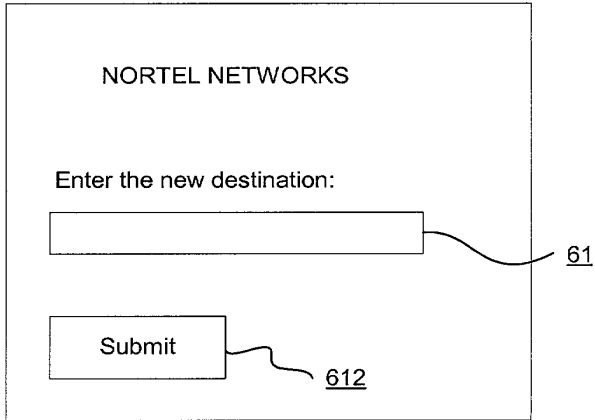 NORTEL NETWORKS
Enter the new destination:
61
Submit
612